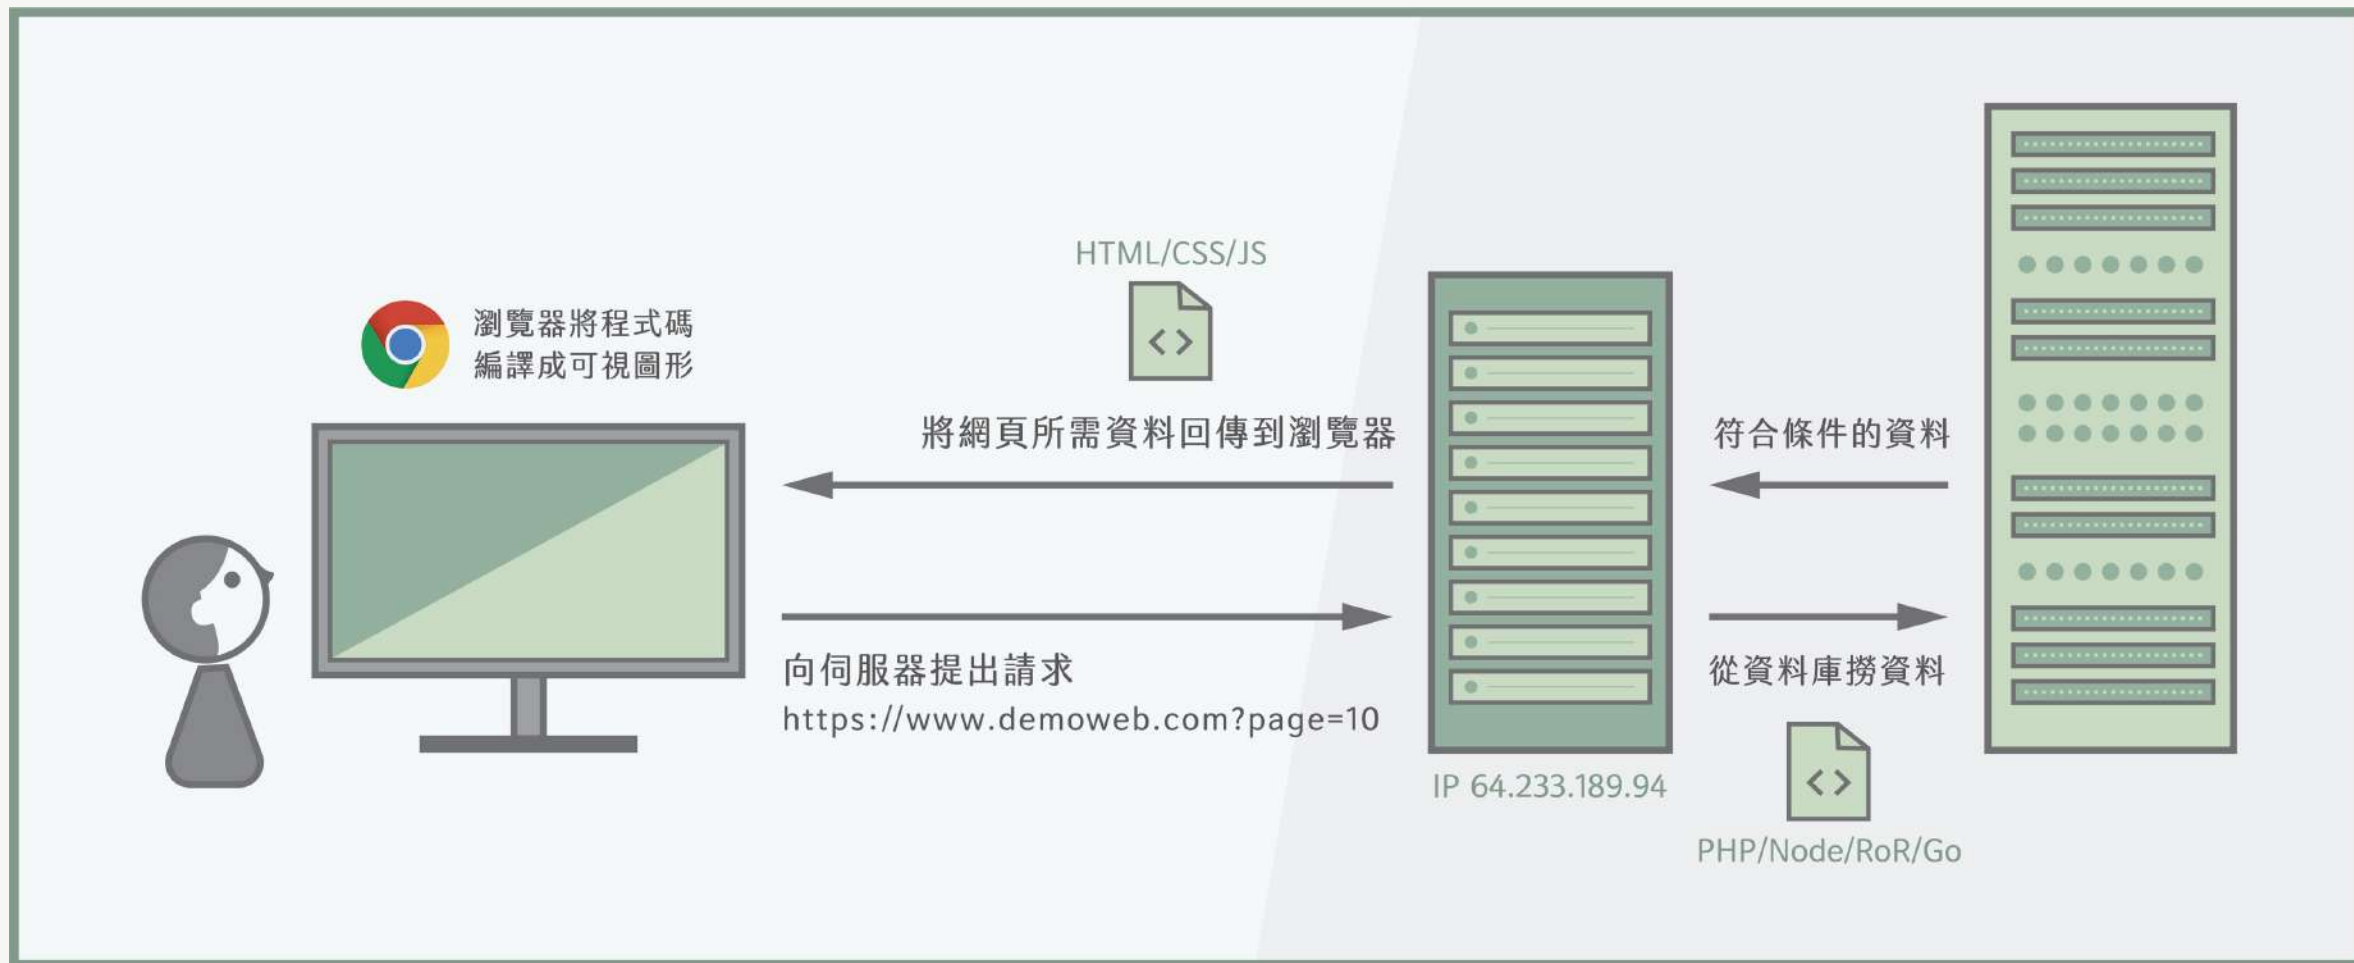 HTML/CSS/JS
瀏覽器將程式碼
編譯成可視圖形
將網頁所需資料回傳到瀏覽器
符合條件的資料
向伺服器提出請求
https://www.demoweb.com?page=10
從資料庫撈資料
IP 64.233.189.94
PHP/Node/RoR/Go